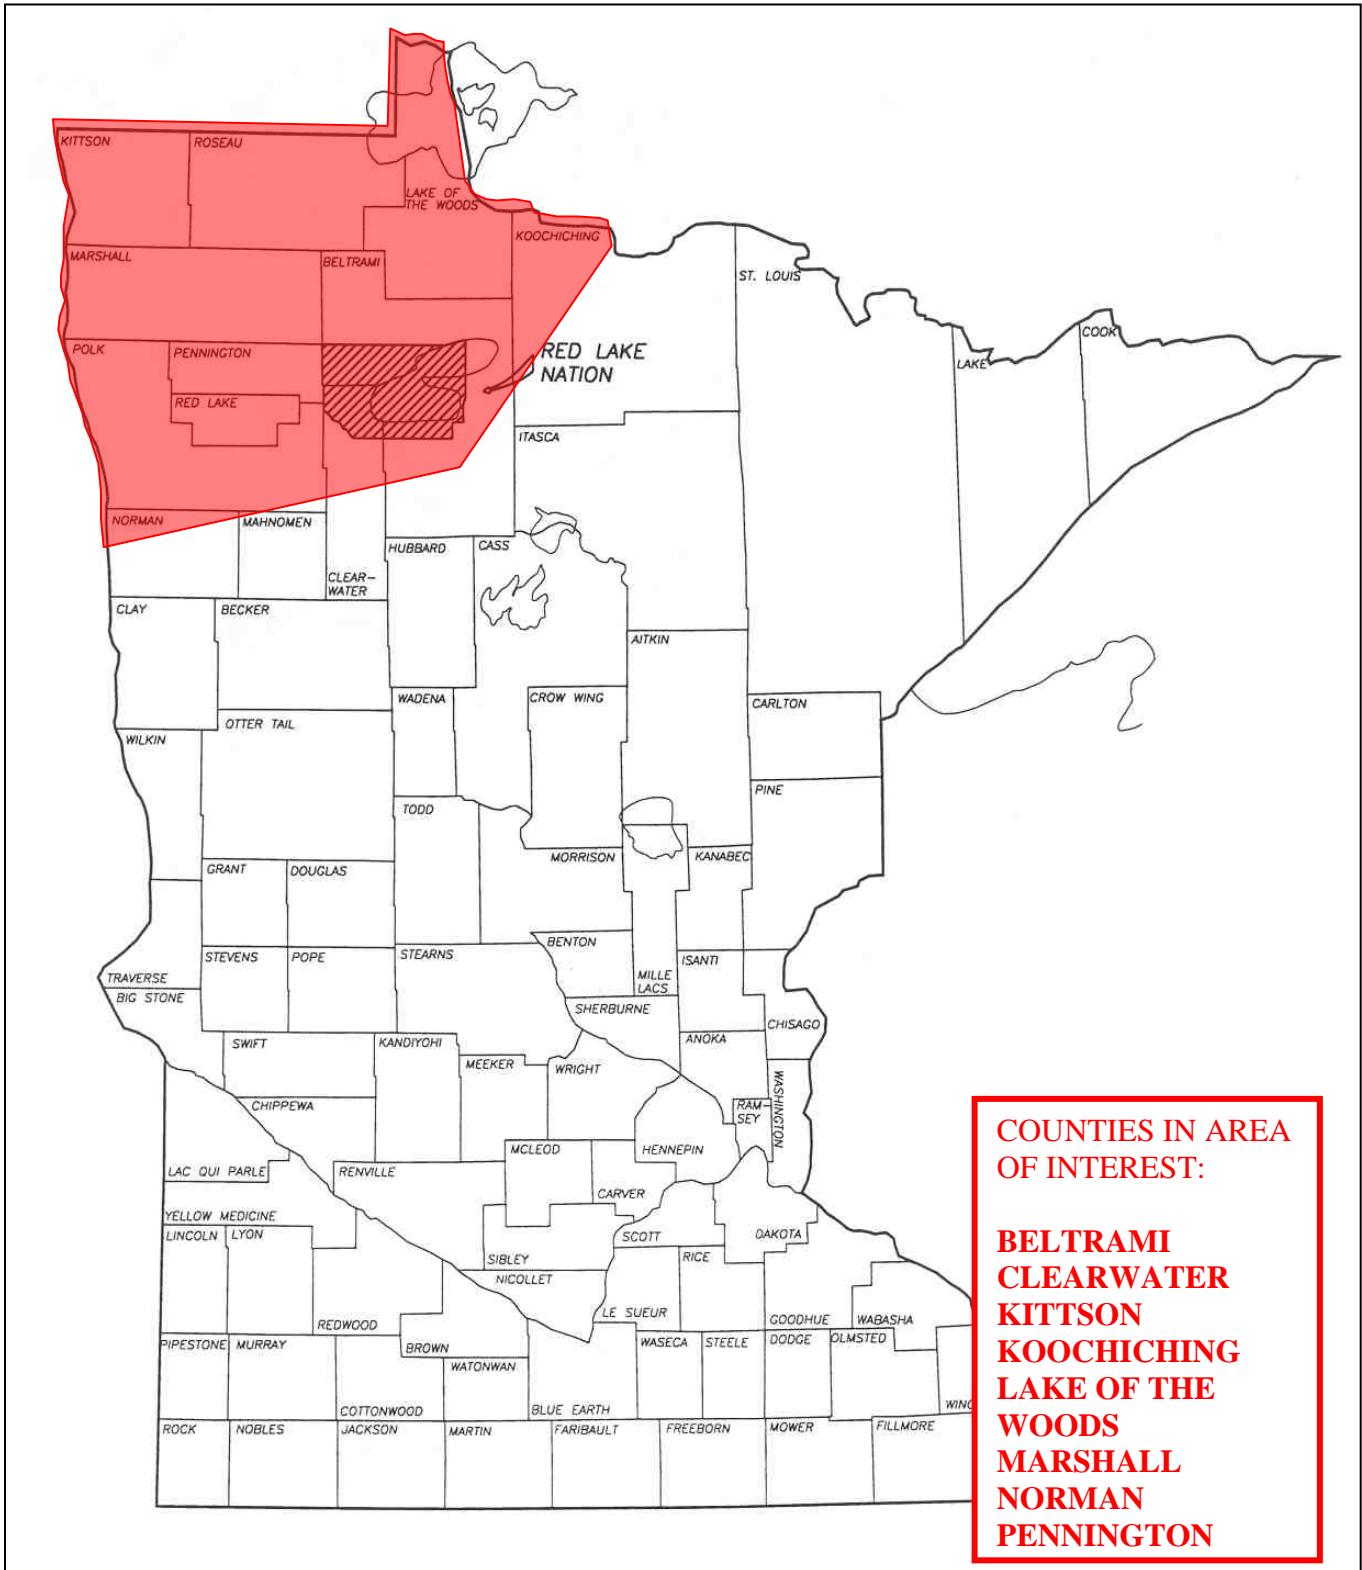 KITTSON
ROSEAU
LAKE OF
THE WOODS
KOOCHICHING
MARSHALL
BELTRAMI
ST. LOUIS
COOK
LAKE
POLK
PENNINGTON
RED LAKE
NATION
RED LAKE
ITASCA
NORMAN
MAHNOMEN
HUBBARD
CASS
CLEAR-
WATER
CLAY
BECKER
AITKIN
WADENA
CROW WING
CARLTON
OTTER TAIL
WILKIN
PINE
TODD
MORRISON
KANABEC
GRANT
DOUGLAS
BENTON
STEVENS
POPE
STEARNS
ISANTI
TRAVERSE
MILLE
LACS
BIG STONE
SHERBURNE
CHISAGO
SWIFT
KANDIYOHI
ANOKA
MEEKER
WRIGHT
WASHINGTON
CHIPPEWA
RAM-
SEY
MCLEOD
HENNEPIN
LAC QUI PARLE
RENVILLE
CARVER
YELLOW MEDICINE
LINCOLN
LYON
SCOTT
DAKOTA
SIBLEY
RICE
NICOLLET
LE SUEUR
REDWOOD
GOODHUE
WABASHA
PIPESTONE
MURRAY
BROWN
WASECA
STEELE
DODGE
OLMSTED
WATONWAN
COTTONWOOD
BLUE EARTH
WINO
ROCK
NOBLES
JACKSON
MARTIN
FARIBAULT
FREEBORN
MOWER
FILLMORE
COUNTIES IN AREA
OF INTEREST:
BELTRAMI
CLEARWATER
KITTSON
KOOCHICHING
LAKE OF THE
WOODS
MARSHALL
NORMAN
PENNINGTON